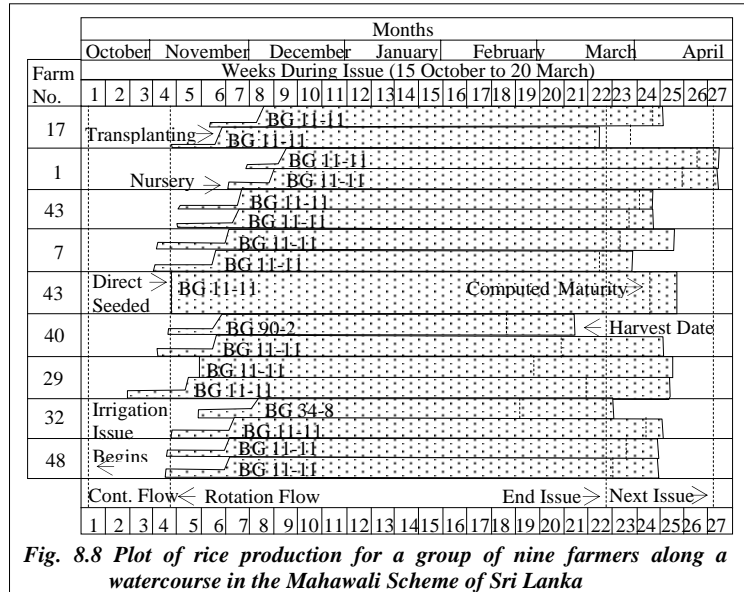 Months
October November December January February March April
Farm No.
Weeks During Issue (15 October to 20 March)
1 2 3 4 5 6 7 8 9 10 11 12 13 14 15 16 17 18 19 20 21 22 23 24 25 26 27
17
BG 11-11
Transplanting
BG 11-11
1
BG 11-11
Nursery
BG 11-11
43
BG 11-11
BG 11-11
7
BG 11-11
BG 11-11
43
Direct Seeded
BG 11-11
Computed Maturity
40
BG 90-2
Harvest Date
BG 11-11
29
BG 11-11
BG 11-11
32
BG 34-8
Irrigation Issue Begins
BG 11-11
48
BG 11-11
BG 11-11
Cont. Flow Rotation Flow End Issue Next Issue
1 2 3 4 5 6 7 8 9 10 11 12 13 14 15 16 17 18 19 20 21 22 23 24 25 26 27
Fig. 8.8 Plot of rice production for a group of nine farmers along a
watercourse in the Mahawali Scheme of Sri Lanka